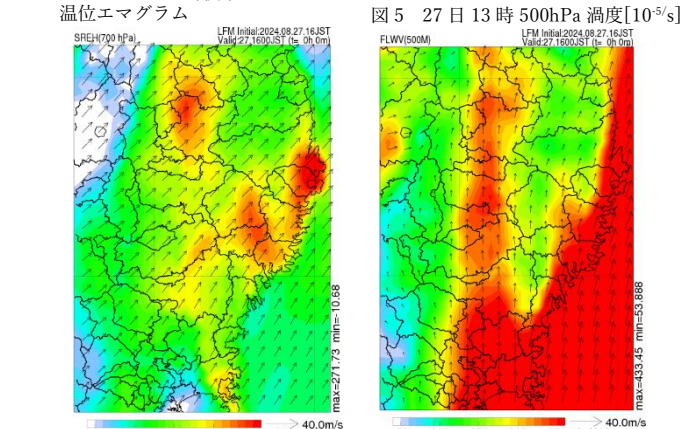 温位エマグラム
図 5　27 日 13 時 500hPa 渦度[10⁻⁵/s]
SREH(700 hPa)
LFM Initial:2024.08.27.16JST
Valid:27.1600JST (t= 0h 0m)
max=271.73 min=-10.68
40.0m/s
FLWV(500M)
LFM Initial:2024.08.27.16JST
Valid:27.1600JST (t= 0h 0m)
max=433.45 min=53.888
40.0m/s